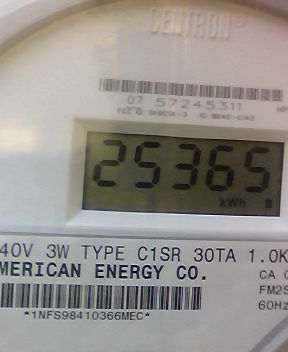 CENTRON®
07 57245311
25365
kWh
40V 3W TYPE C1SR 30TA 1.0K
MERICAN ENERGY CO.
CA
FM2S
60Hz
*1NFS98410366MEC*